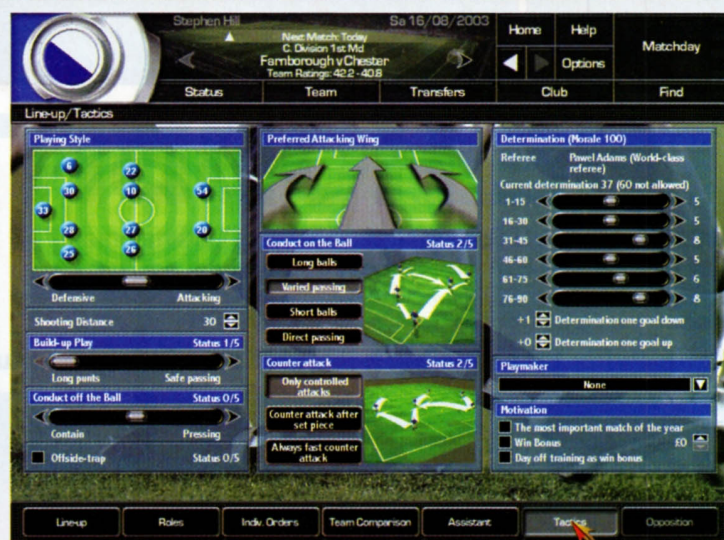 Stephen Hill
Sa 16/08/2003
Next Match: Today
C. Division 1st Md
Farnborough v Chester
Team Ratings: 42.2 - 40.8
Home
Help
Options
Matchday
Status
Team
Transfers
Club
Find
Line-up/Tactics
Playing Style
6
22
30
10
54
33
28
27
20
25
26
Defensive
Attacking
Shooting Distance
30
Build-up Play
Status 1/5
Long punts
Safe passing
Conduct off the Ball
Status 0/5
Contain
Pressing
Offside-trap
Status 0/5
Preferred Attacking Wing
Conduct on the Ball
Status 2/5
Long balls
Varied passing
Short balls
Direct passing
Counter attack
Status 2/5
Only controlled
attacks
Counter attack after
set piece
Always fast counter
attack
Determination (Morale 100)
Referee
Pawel Adams (World-class
referee)
Current determination 37 (60 not allowed)
1-15
5
16-30
5
31-45
8
46-60
5
61-75
6
76-90
8
+1
Determination one goal down
+0
Determination one goal up
Playmaker
None
Motivation
The most important match of the year
Win Bonus
£0
Day off training as win bonus
Line-up
Roles
Indiv. Orders
Team Comparison
Assistant
Tactics
Opposition